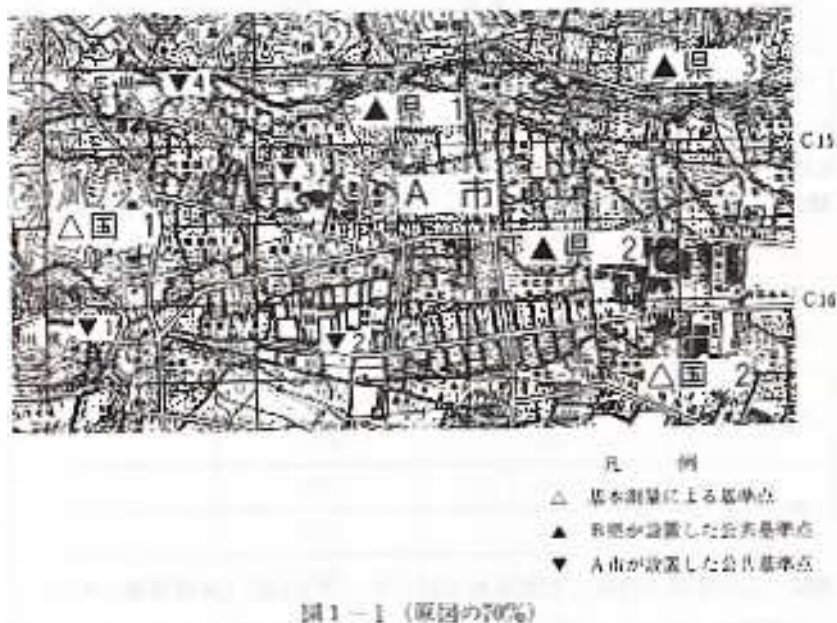 ▼4
▲県 1
▲県 3
C15
▼3
A 市
△国 1
▲県 2
C16
▼1
▼2
△国 2
凡 例
△ 基本測量による基準点
▲ B県が設置した公共基準点
▼ A市が設置した公共基準点
図1-1 (原図の70%)